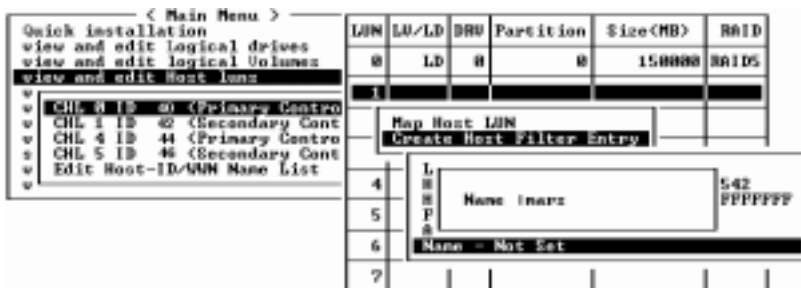 < Main Menu >
Quick installation
view and edit Logical drives
view and edit logical Volumes
view and edit Host luns
v
v CHL 0 ID 40 (Primary Contro
v CHL 1 ID 42 (Secondary Cont
v CHL 4 ID 44 (Primary Contro
s CHL 5 ID 46 (Secondary Cont
v Edit Host-ID/WWN Name List
v
LUN LV/LD DRV Partition Size(MB) RAID
0 LD 0 0 150000 RAID5
1
Map Host LUN
Create Host Filter Entry
L
4 H 542
H Name :mars FFFFFFF
5 F
A
6 Name - Not Set
7